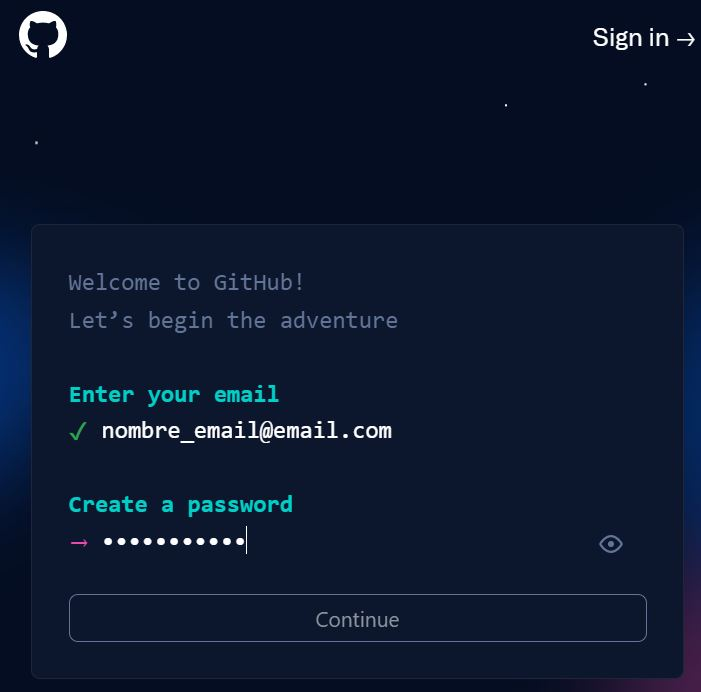 Sign in →
Welcome to GitHub!
Let’s begin the adventure
Enter your email
✓ nombre_email@email.com
Create a password
→ •••••••••••
Continue